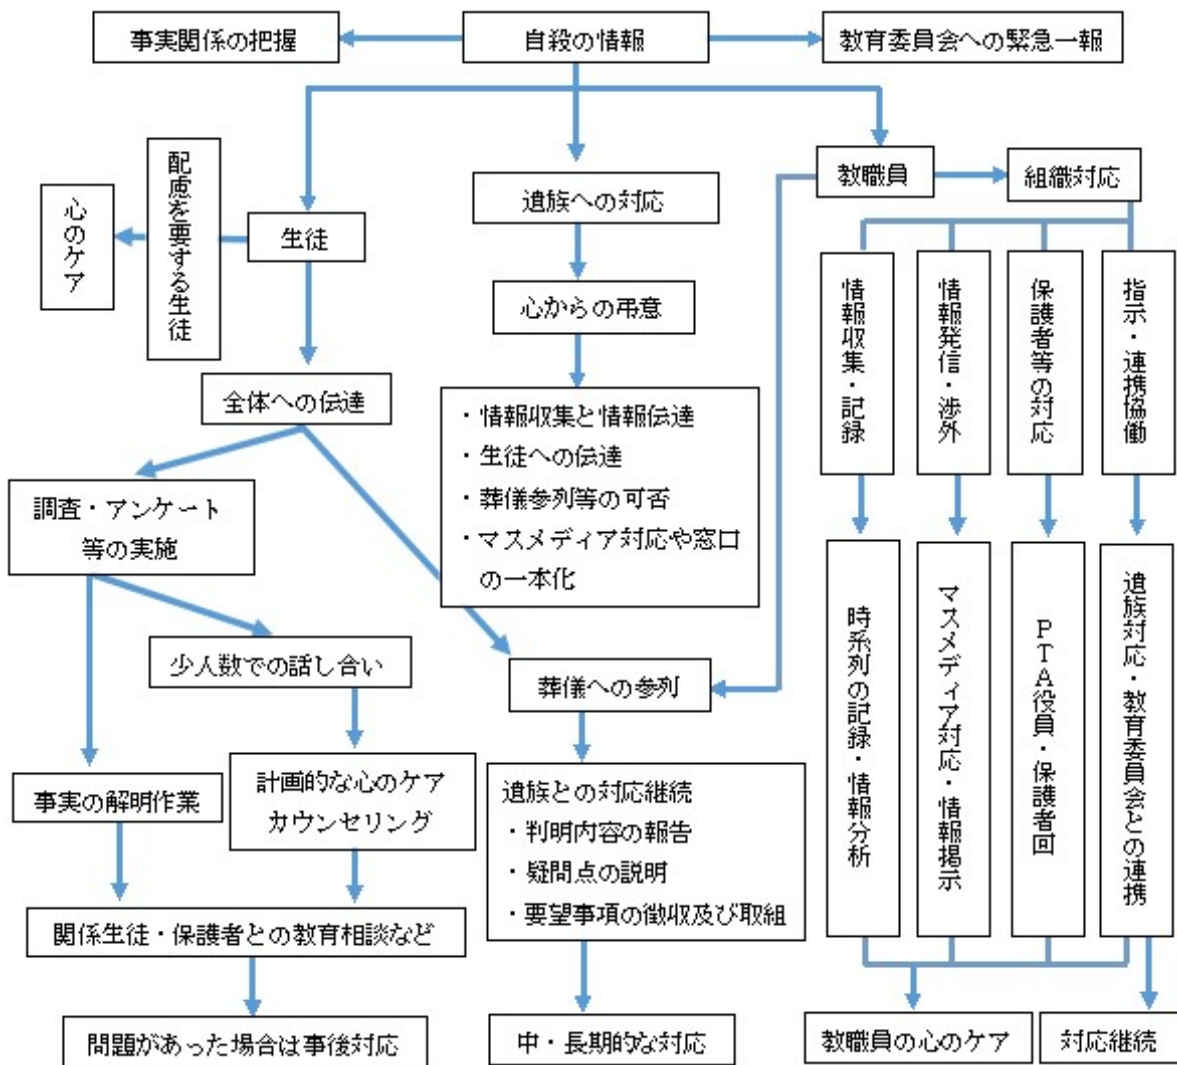 事実関係の把握
自殺の情報
教育委員会への緊急一報
教職員
組織対応
配慮を要する生徒
心のケア
生徒
遺族への対応
心からの弔意
全体への伝達
・情報収集と情報伝達
・生徒への伝達
・葬儀参列等の可否
・マスメディア対応や窓口
の一本化
情報収集・記録
情報発信・渉外
保護者等の対応
指示・連携協働
調査・アンケート
等の実施
少人数での話し合い
葬儀への参列
時系列の記録・情報分析
マスメディア対応・情報掲示
PTA役員・保護者回
遺族対応・教育委員会との連携
事実の解明作業
計画的な心のケア
カウンセリング
遺族との対応継続
・判明内容の報告
・疑問点の説明
・要望事項の徴収及び取組
関係生徒・保護者との教育相談など
問題があった場合は事後対応
中・長期的な対応
教職員の心のケア
対応継続